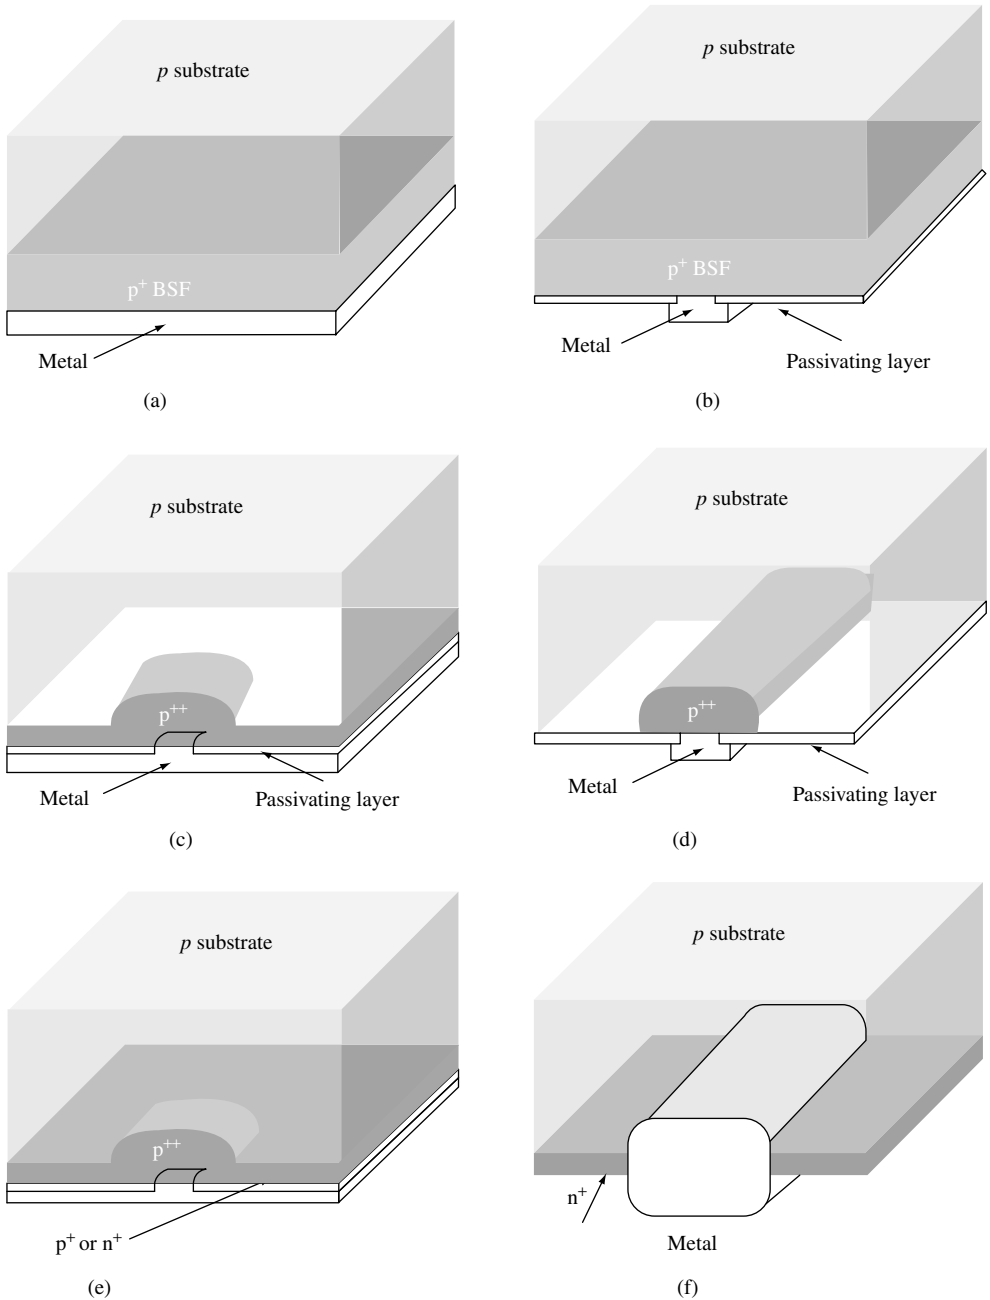 p substrate
p substrate
p+ BSF
p+ BSF
Metal
Metal
Passivating layer
(a)
(b)
p substrate
p substrate
p++
p++
Metal
Passivating layer
Metal
Passivating layer
(c)
(d)
p substrate
p substrate
p++
n+
p+ or n+
Metal
(e)
(f)